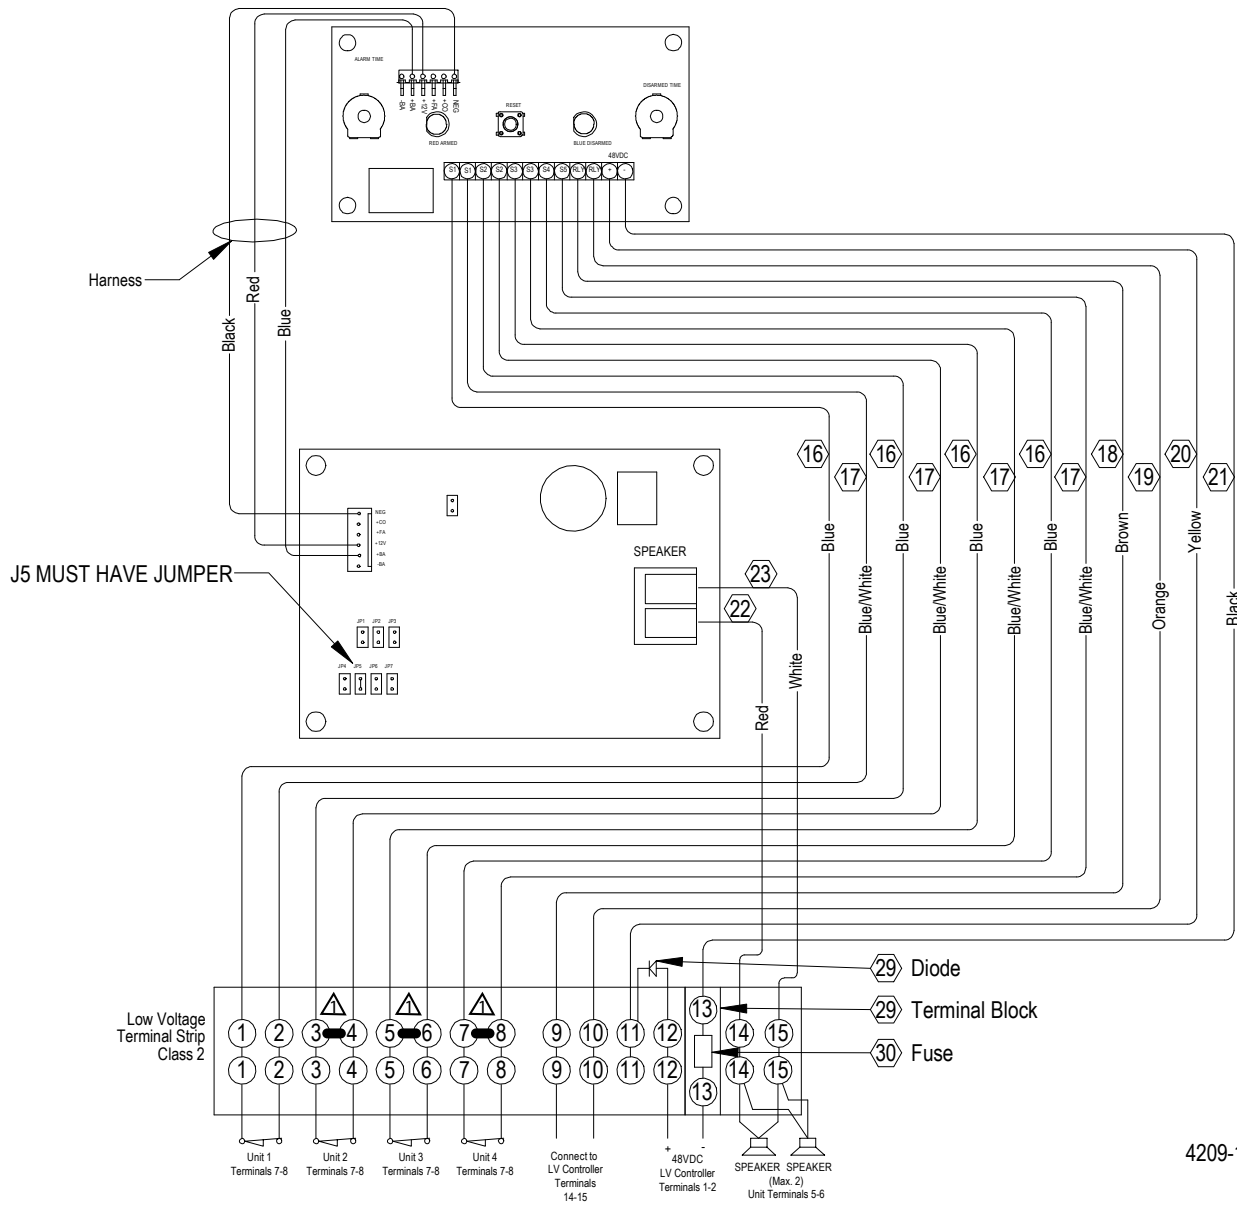 ALARM TIME
DISARMED TIME
-BA
+BA
+12V
+FA
+CO
NEG
RESET
RED ARMED
BLUE DISARMED
48VDC
S1
S1
S2
S2
S3
S3
S4
S5
RLY
RLY
+
-
Harness
Black
Red
Blue
NEG
+CO
+FA
+12V
+BA
-BA
SPEAKER
J5 MUST HAVE JUMPER
JP1
JP2
JP3
JP4
JP5
JP6
JP7
23
22
Red
White
16
17
16
17
16
17
16
17
18
19
20
21
Blue
Blue/White
Blue
Blue/White
Blue
Blue/White
Blue
Blue/White
Brown
Orange
Yellow
Black
29 Diode
29 Terminal Block
30 Fuse
Low Voltage
Terminal Strip
Class 2
1
1
1
1 2 3 4 5 6 7 8 9 10 11 12 13 14 15
1 2 3 4 5 6 7 8 9 10 11 12 13 14 15
Unit 1
Terminals 7-8
Unit 2
Terminals 7-8
Unit 3
Terminals 7-8
Unit 4
Terminals 7-8
Connect to
LV Controller
Terminals
14-15
+ -
48VDC
LV Controller
Terminals 1-2
SPEAKER SPEAKER
(Max. 2)
Unit Terminals 5-6